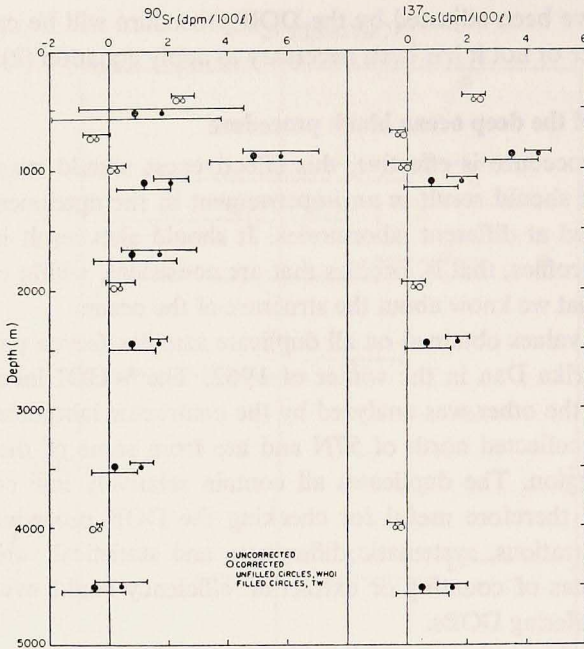 90Sr(dpm/100ℓ)
137Cs(dpm/100ℓ)
-2 0 2 4 6 0 2 4 6
0
1000
2000
3000
4000
5000
Depth(m)
○ UNCORRECTED
○ CORRECTED
UNFILLED CIRCLES, WHOI
FILLED CIRCLES, TW